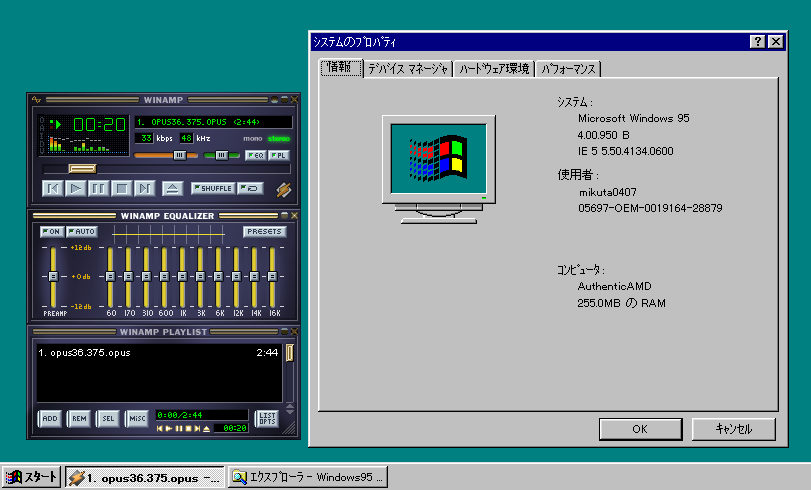 WINAMP
O
A
I
D
V
00:20
1. OPUS36.375.OPUS (2:44)
33 kbps 48 kHz
mono stereo
EQ PL
SHUFFLE
WINAMP EQUALIZER
ON AUTO PRESETS
+12db
+0db
-12db
PREAMP 60 170 310 600 1K 3K 6K 12K 14K 16K
WINAMP PLAYLIST
1. opus36.375.opus 2:44
ADD REM SEL MISC
0:00/2:44
00:20
LIST
OPTS
システムのプロパティ
情報 デバイス マネージャ ハードウェア環境 パフォーマンス
システム:
Microsoft Windows 95
4.00.950 B
IE 5 5.50.4134.0600
使用者:
mikuta0407
05697-OEM-0019164-28879
コンピュータ:
AuthenticAMD
255.0MB の RAM
OK キャンセル
スタート 1. opus36.375.opus -... エクスプローラー Windows95 ...